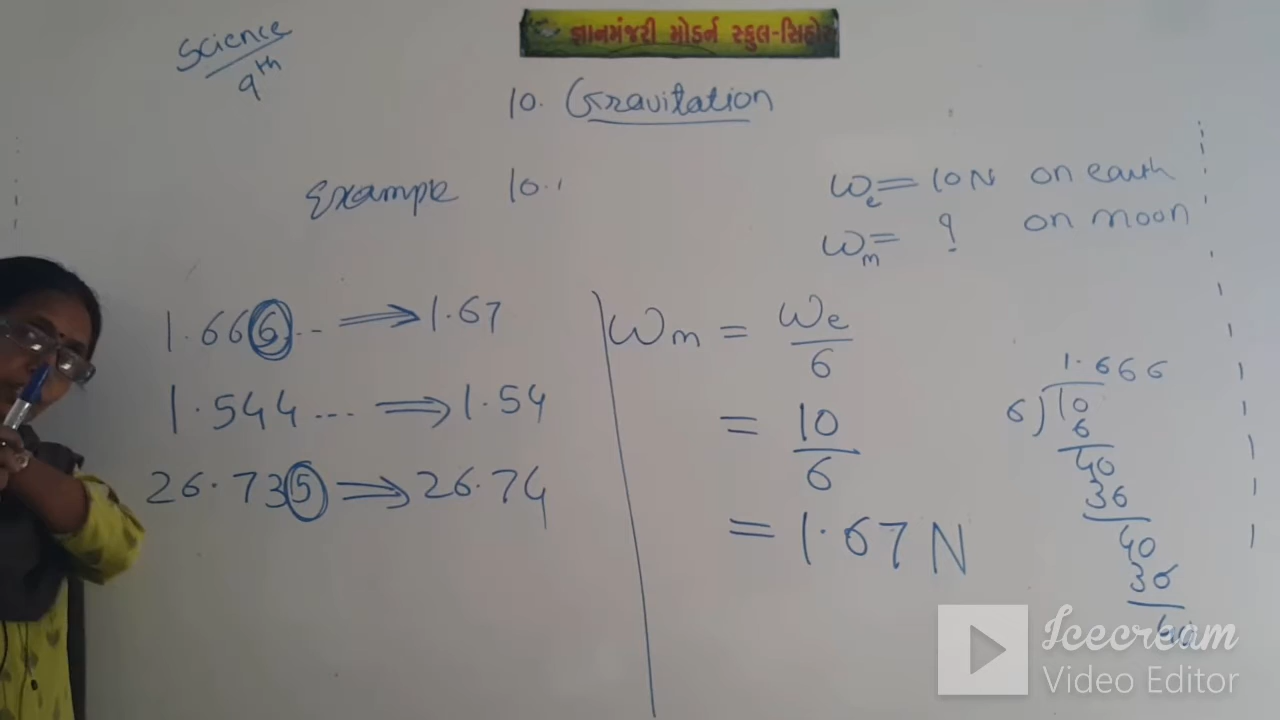 Science
9th
જ્ઞાનમંજરી મોડર્ન સ્કુલ-સિહોર
10. Gravitation
Example 10.1
We = 10N on earth
Wm = ? on moon
1.666... ⟹ 1.67
1.544... ⟹ 1.54
26.735 ⟹ 26.74
Wm = We/6
= 10/6
= 1.67 N
1.666
6) 10
6
40
36
40
36
40
Icecream
Video Editor